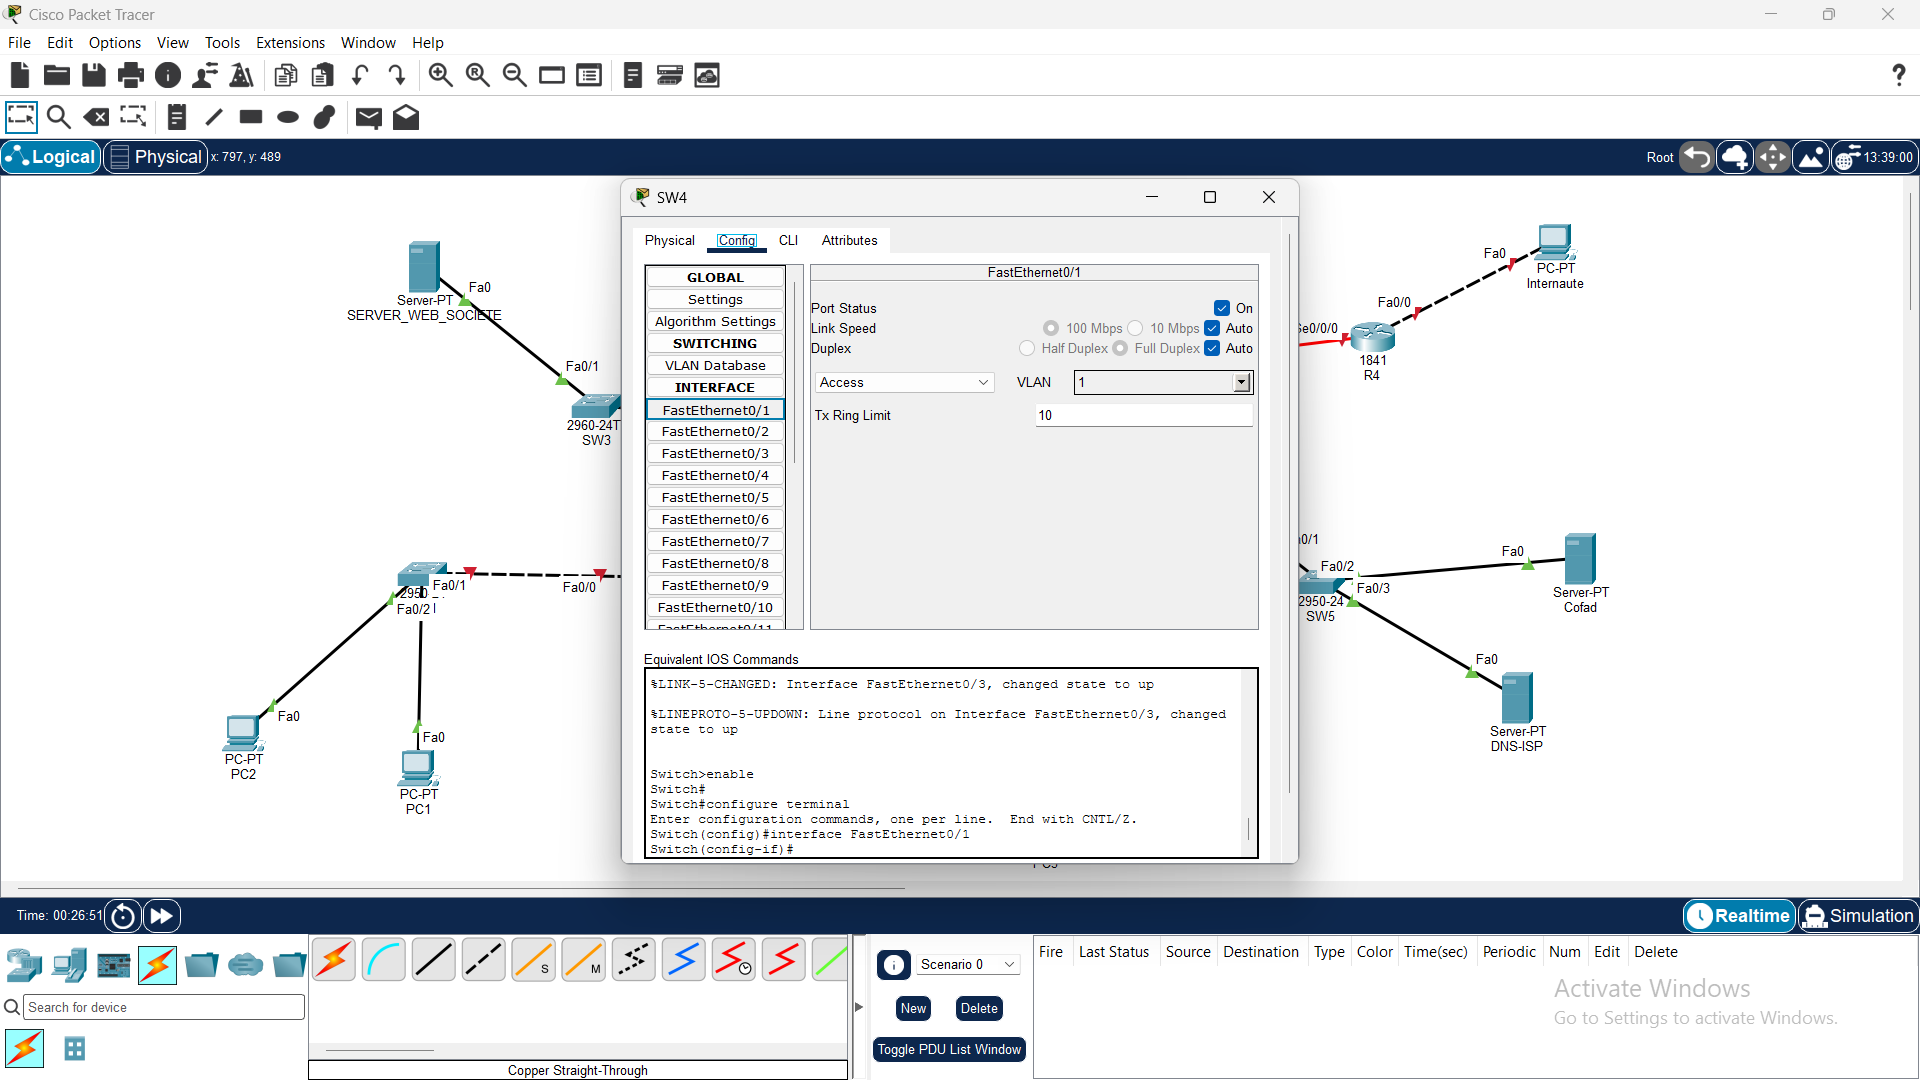 Cisco Packet Tracer
File Edit Options View Tools Extensions Window Help
Logical Physical x: 797, y: 489
Root 13:39:00
SW4
Physical Config CLI Attributes
GLOBAL
Settings
Algorithm Settings
SWITCHING
VLAN Database
INTERFACE
FastEthernet0/1
FastEthernet0/2
FastEthernet0/3
FastEthernet0/4
FastEthernet0/5
FastEthernet0/6
FastEthernet0/7
FastEthernet0/8
FastEthernet0/9
FastEthernet0/10
FastEthernet0/11
FastEthernet0/1
Port Status On
Link Speed 100 Mbps 10 Mbps Auto
Duplex Half Duplex Full Duplex Auto
Access VLAN 1
Tx Ring Limit 10
Equivalent IOS Commands
%LINK-5-CHANGED: Interface FastEthernet0/3, changed state to up
%LINEPROTO-5-UPDOWN: Line protocol on Interface FastEthernet0/3, changed
state to up
Switch>enable
Switch#
Switch#configure terminal
Enter configuration commands, one per line. End with CNTL/Z.
Switch(config)#interface FastEthernet0/1
Switch(config-if)#
Fa0
Server-PT
SERVER_WEB_SOCIETE
Fa0/1
2960-24T
SW3
Fa0/1
Fa0/0
2950-2
Fa0/2
Fa0
PC-PT
PC2
Fa0
PC-PT
PC1
Fa0
PC-PT
Internaute
Fa0/0
Se0/0/0
1841
R4
a0/1
Fa0/2
Fa0/3
2950-24
SW5
Fa0
Server-PT
Cofad
Fa0
Server-PT
DNS-ISP
Time: 00:26:51
Realtime Simulation
Search for device
S
M
Copper Straight-Through
Scenario 0
New Delete
Toggle PDU List Window
Fire Last Status Source Destination Type Color Time(sec) Periodic Num Edit Delete
Activate Windows
Go to Settings to activate Windows.